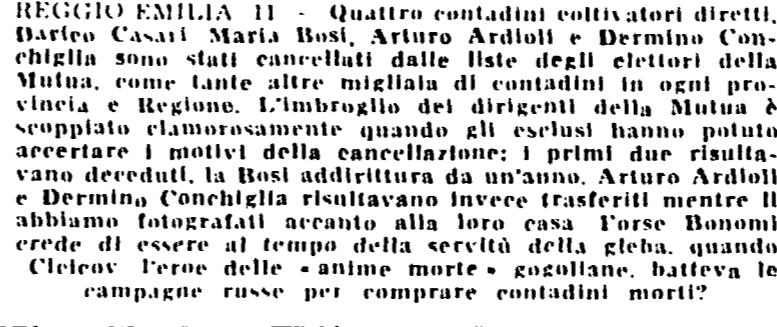 REGGIO EMILIA 11 - Quattro contadini coltivatori diretti,
Darico Casari Maria Bosi, Arturo Ardioli e Dermino Con-
chiglia sono stati cancellati dalle liste degli elettori della
Mutua, come tante altre migliaia di contadini in ogni pro-
vincia e Regione. L'imbroglio dei dirigenti della Mutua è
scoppiato clamorosamente quando gli esclusi hanno potuto
accertare i motivi della cancellazione: i primi due risulta-
vano deceduti, la Bosi addirittura da un'anno. Arturo Ardioli
e Dermino Conchiglia risultavano invece trasferiti mentre li
abbiamo fotografati accanto alla loro casa Forse Bonomi
crede di essere al tempo della servitù della gleba, quando
Cicicov l'eroe delle « anime morte » gogoliane, batteva le
campagne russe per comprare contadini morti?